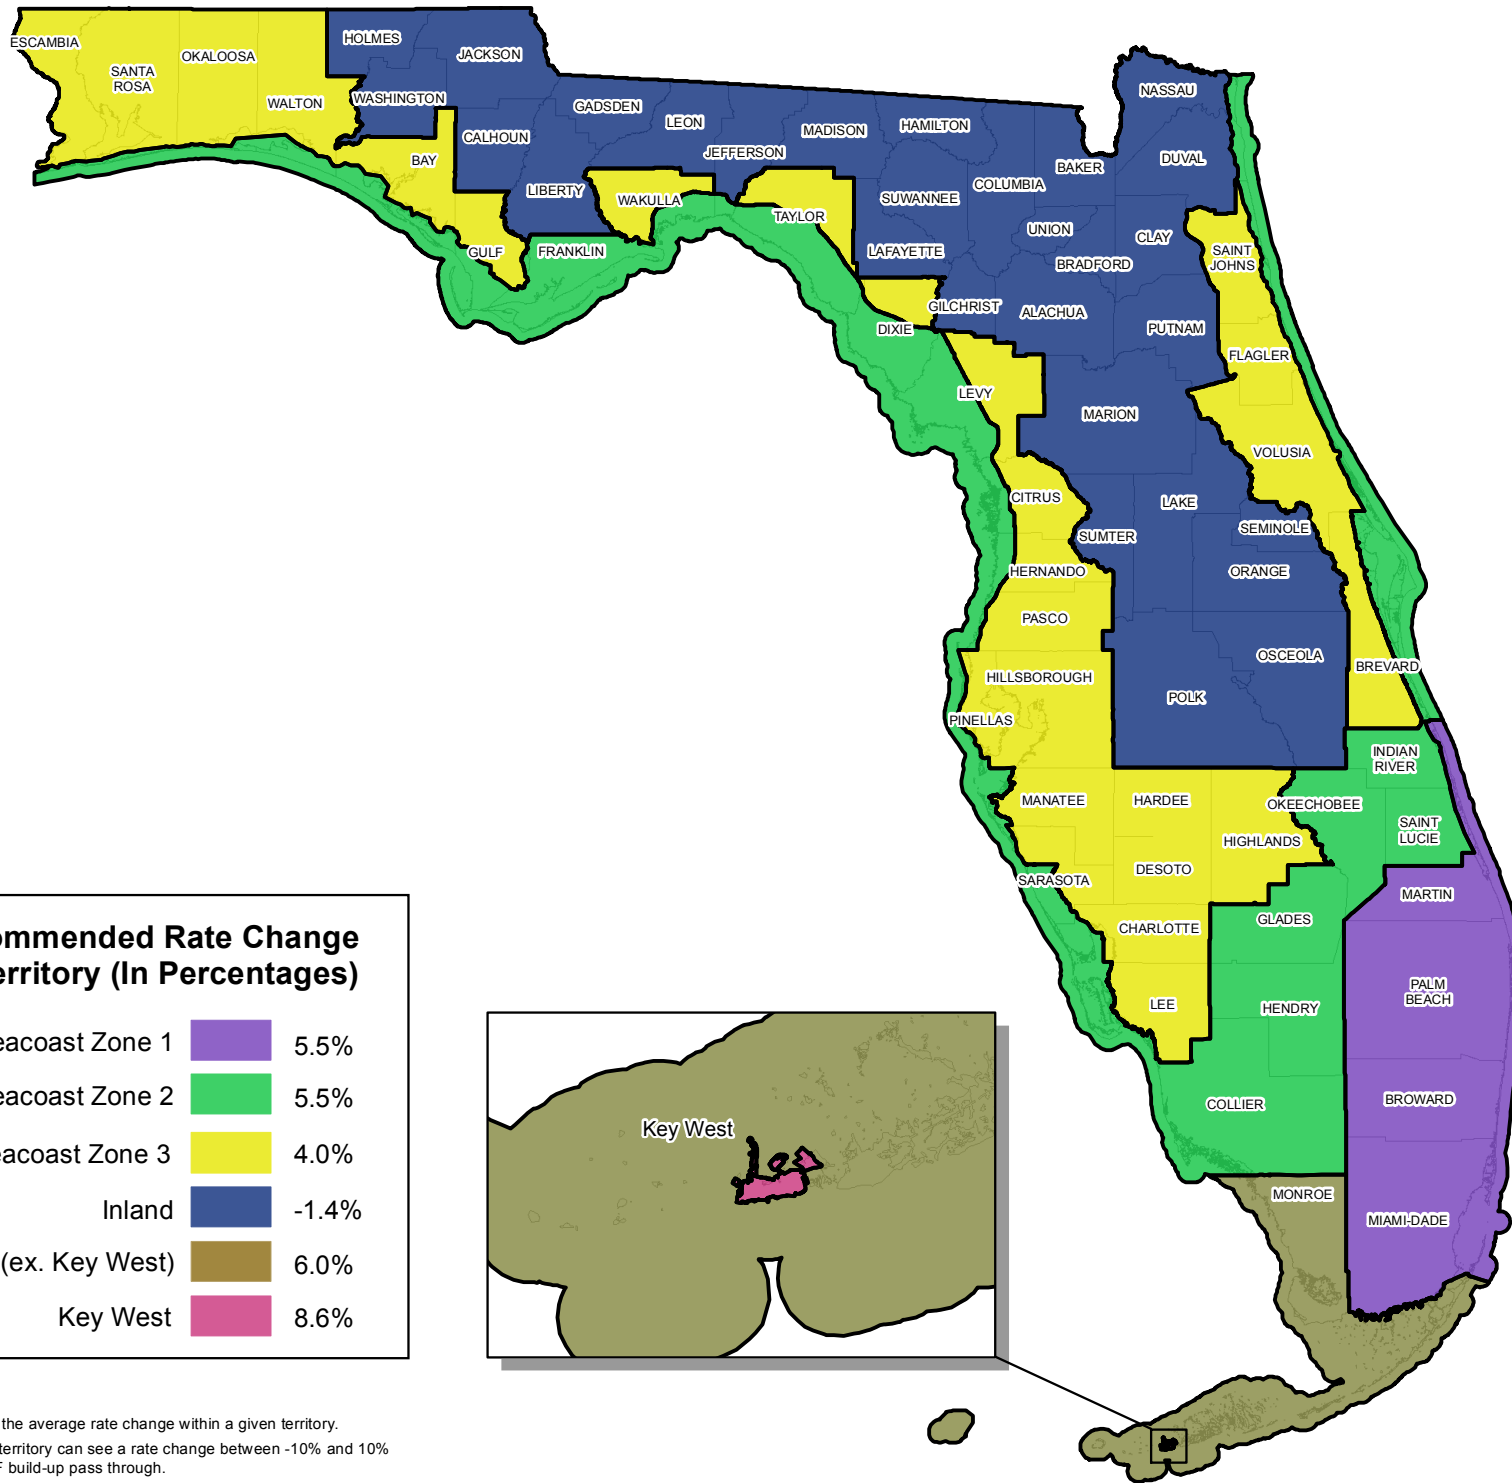 ESCAMBIA
SANTA
ROSA
OKALOOSA
WALTON
HOLMES
JACKSON
WASHINGTON
BAY
CALHOUN
GADSDEN
LEON
JEFFERSON
MADISON
HAMILTON
LIBERTY
WAKULLA
TAYLOR
GULF
FRANKLIN
SUWANNEE
COLUMBIA
BAKER
NASSAU
DUVAL
LAFAYETTE
UNION
BRADFORD
CLAY
SAINT
JOHNS
DIXIE
GILCHRIST
ALACHUA
PUTNAM
FLAGLER
LEVY
MARION
VOLUSIA
CITRUS
LAKE
SUMTER
SEMINOLE
HERNANDO
ORANGE
PASCO
OSCEOLA
BREVARD
HILLSBOROUGH
POLK
PINELLAS
INDIAN
RIVER
MANATEE
HARDEE
OKEECHOBEE
SAINT
LUCIE
HIGHLANDS
DESOTO
SARASOTA
MARTIN
CHARLOTTE
GLADES
LEE
HENDRY
PALM
BEACH
COLLIER
BROWARD
MONROE
MIAMI-DADE
Key West
ommended Rate Change
erritory (In Percentages)
eacoast Zone 1 5.5%
eacoast Zone 2 5.5%
eacoast Zone 3 4.0%
Inland -1.4%
(ex. Key West) 6.0%
Key West 8.6%
the average rate change within a given territory.
territory can see a rate change between -10% and 10%
build-up pass through.